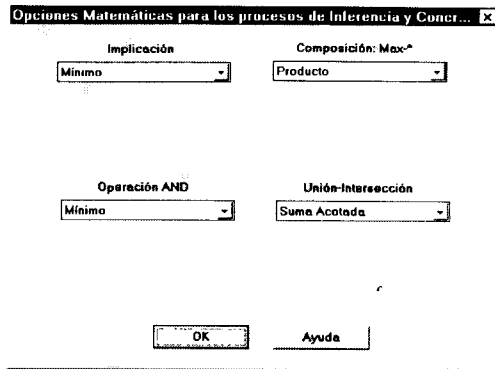 Opciones Matemáticas para los procesos de Inferencia y Concr... ×
Implicación
Composición: Max-*
Mínimo
Producto
Operación AND
Unión-Intersección
Mínimo
Suma Acotada
OK
Ayuda